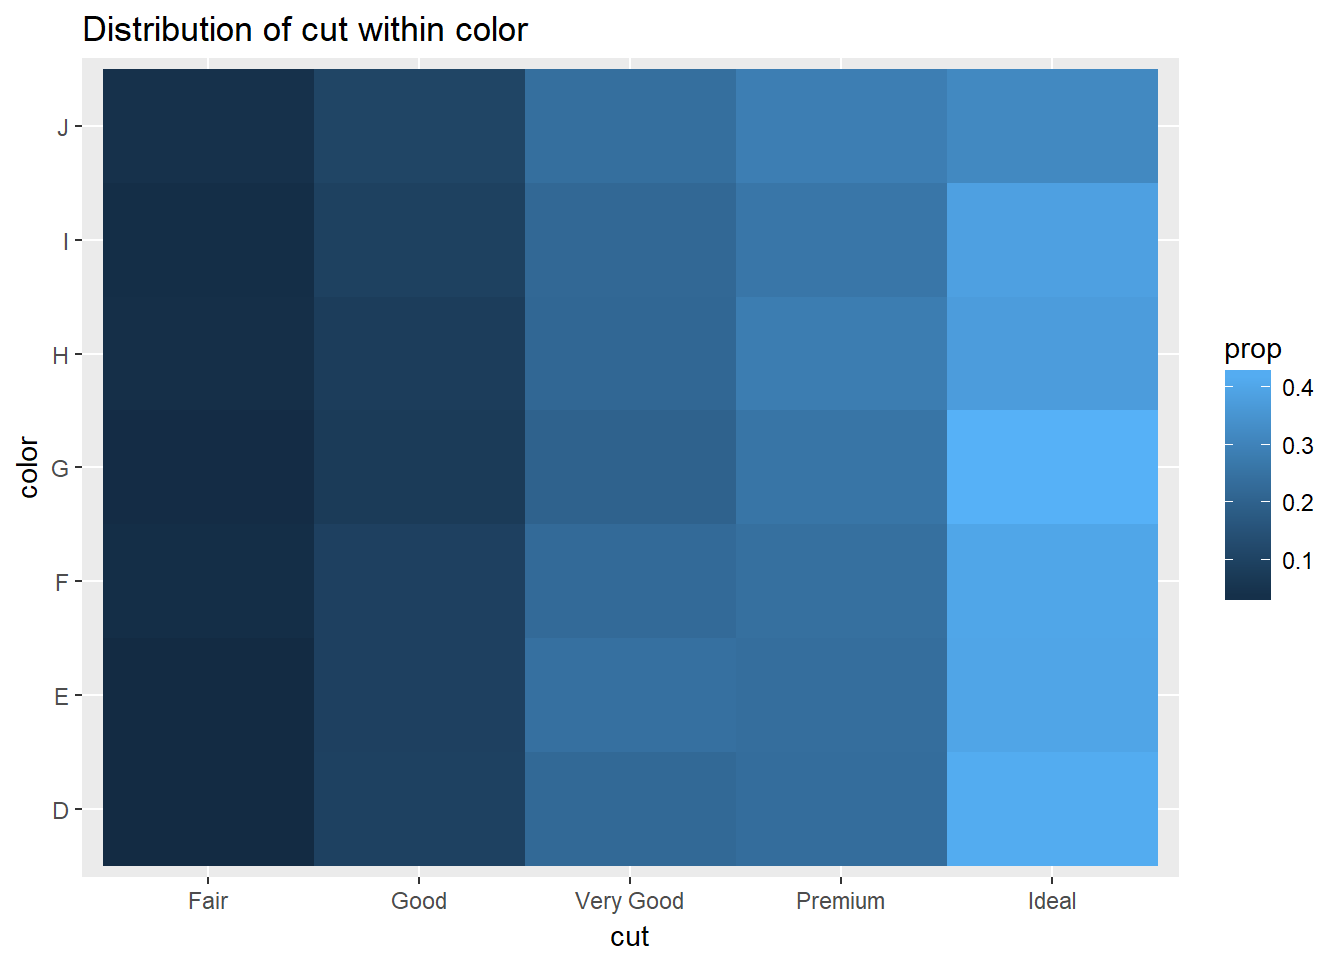 Distribution of cut within color
J
I
H
G
F
E
D
color
Fair Good Very Good Premium Ideal
cut
prop
0.4
0.3
0.2
0.1